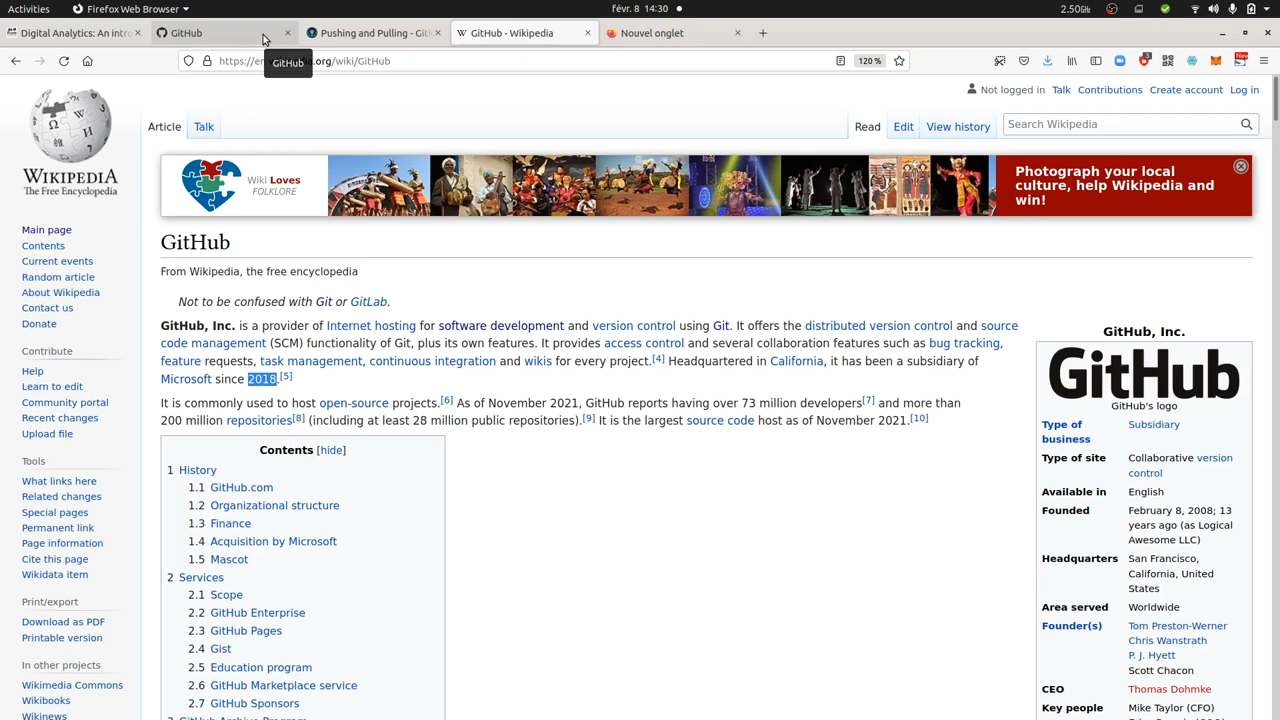 Activities
Firefox Web Browser
févr. 8 14:30
2.50
Digital Analytics: An intr
GitHub
Pushing and Pulling - Git
GitHub - Wikipedia
Nouvel onglet
.org/wiki/GitHub
120 %
New
GitHub
Not logged in Talk Contributions Create account Log in
Article Talk
Read Edit View history
Search Wikipedia
WIKIPEDIA
The Free Encyclopedia
Wiki Loves
FOLKLORE
Photograph your local
culture, help Wikipedia and
win!
Main page
Contents
Current events
Random article
About Wikipedia
Contact us
Donate
Contribute
Help
Learn to edit
Community portal
Recent changes
Upload file
Tools
What links here
Related changes
Special pages
Permanent link
Page information
Cite this page
Wikidata item
Print/export
Download as PDF
Printable version
In other projects
Wikimedia Commons
Wikibooks
Wikinews
GitHub
From Wikipedia, the free encyclopedia
Not to be confused with Git or GitLab.
GitHub, Inc. is a provider of Internet hosting for software development and version control using Git. It offers the distributed version control and source
code management (SCM) functionality of Git, plus its own features. It provides access control and several collaboration features such as bug tracking,
feature requests, task management, continuous integration and wikis for every project.[4] Headquartered in California, it has been a subsidiary of
Microsoft since 2018.[5]
It is commonly used to host open-source projects.[6] As of November 2021, GitHub reports having over 73 million developers[7] and more than
200 million repositories[8] (including at least 28 million public repositories).[9] It is the largest source code host as of November 2021.[10]
Contents [hide]
1 History
1.1 GitHub.com
1.2 Organizational structure
1.3 Finance
1.4 Acquisition by Microsoft
1.5 Mascot
2 Services
2.1 Scope
2.2 GitHub Enterprise
2.3 GitHub Pages
2.4 Gist
2.5 Education program
2.6 GitHub Marketplace service
2.7 GitHub Sponsors
GitHub, Inc.
GitHub
GitHub's logo
Type of business Subsidiary
Type of site Collaborative version control
Available in English
Founded February 8, 2008; 13 years ago (as Logical Awesome LLC)
Headquarters San Francisco, California, United States
Area served Worldwide
Founder(s) Tom Preston-Werner
Chris Wanstrath
P. J. Hyett
Scott Chacon
CEO Thomas Dohmke
Key people Mike Taylor (CFO)